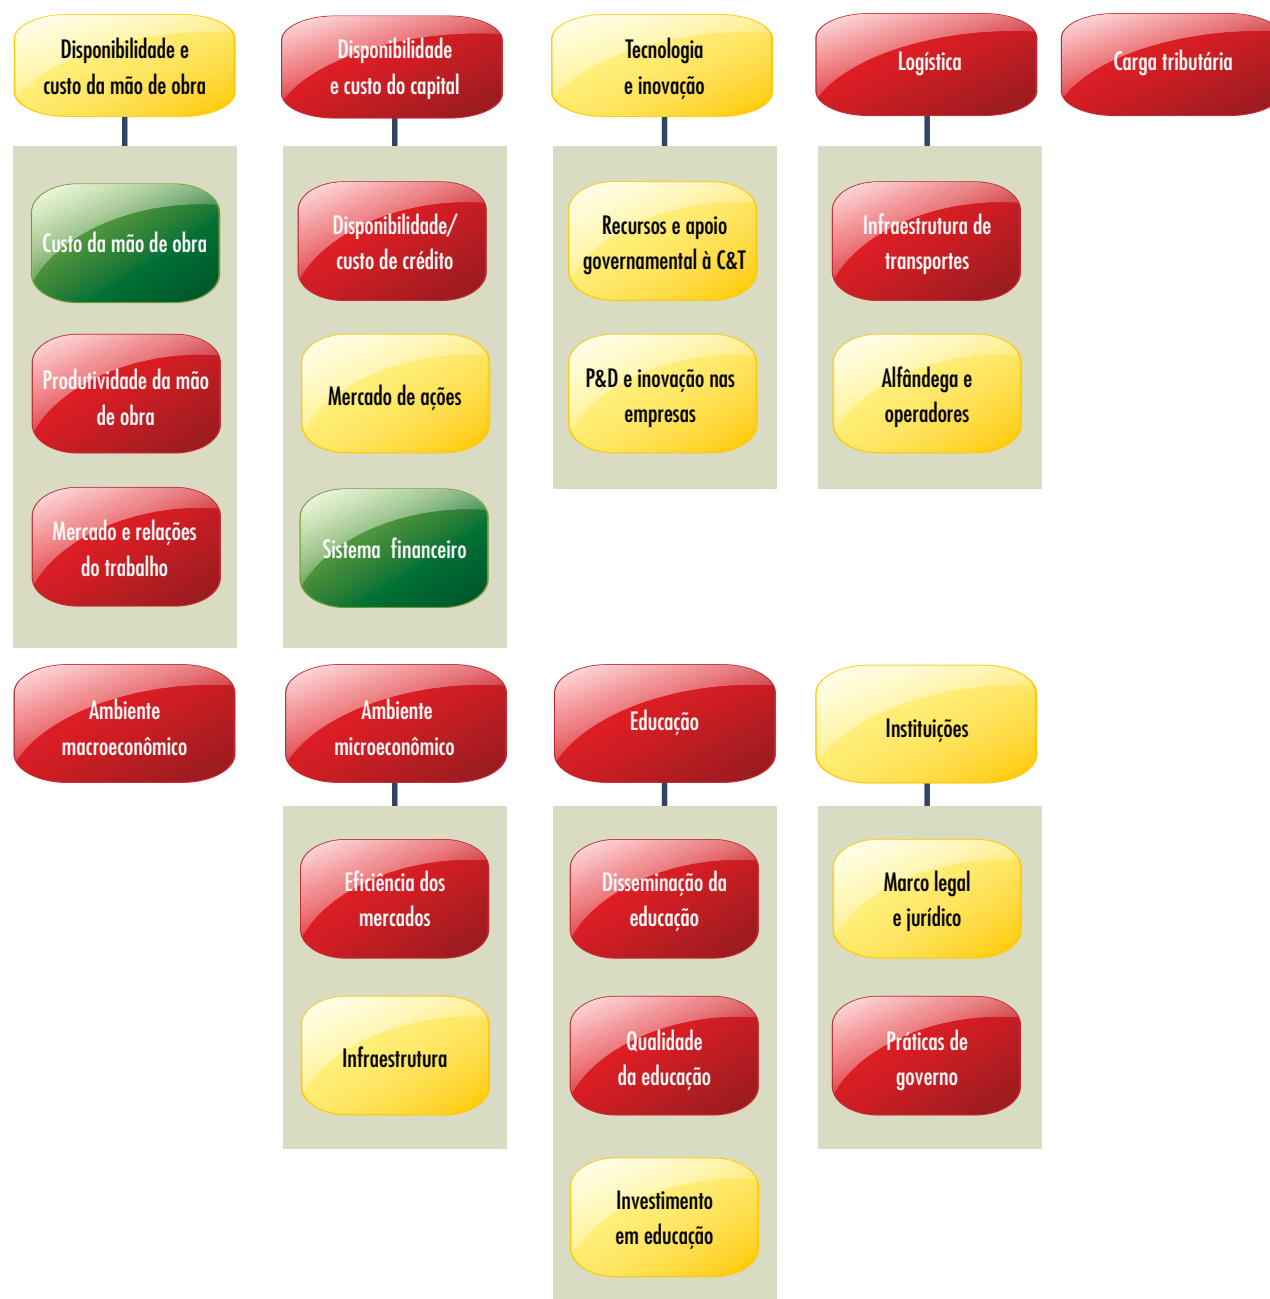 Disponibilidade e
custo da mão de obra
Custo da mão de obra
Produtividade da mão
de obra
Mercado e relações
do trabalho
Disponibilidade
e custo do capital
Disponibilidade/
custo de crédito
Mercado de ações
Sistema financeiro
Tecnologia
e inovação
Recursos e apoio
governamental à C&T
P&D e inovação nas
empresas
Logística
Infraestrutura de
transportes
Alfândega e
operadores
Carga tributária
Ambiente
macroeconômico
Ambiente
microeconômico
Eficiência dos
mercados
Infraestrutura
Educação
Disseminação da
educação
Qualidade
da educação
Investimento
em educação
Instituições
Marco legal
e jurídico
Práticas de
governo